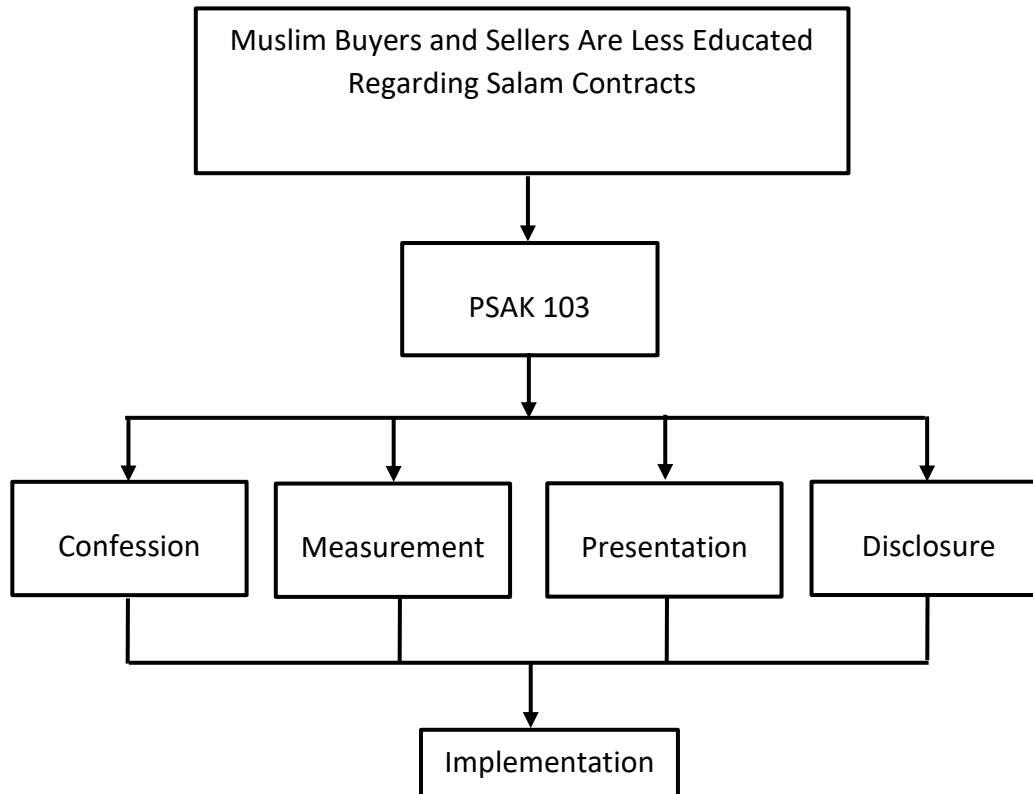 Muslim Buyers and Sellers Are Less Educated
Regarding Salam Contracts
PSAK 103
Confession
Measurement
Presentation
Disclosure
Implementation